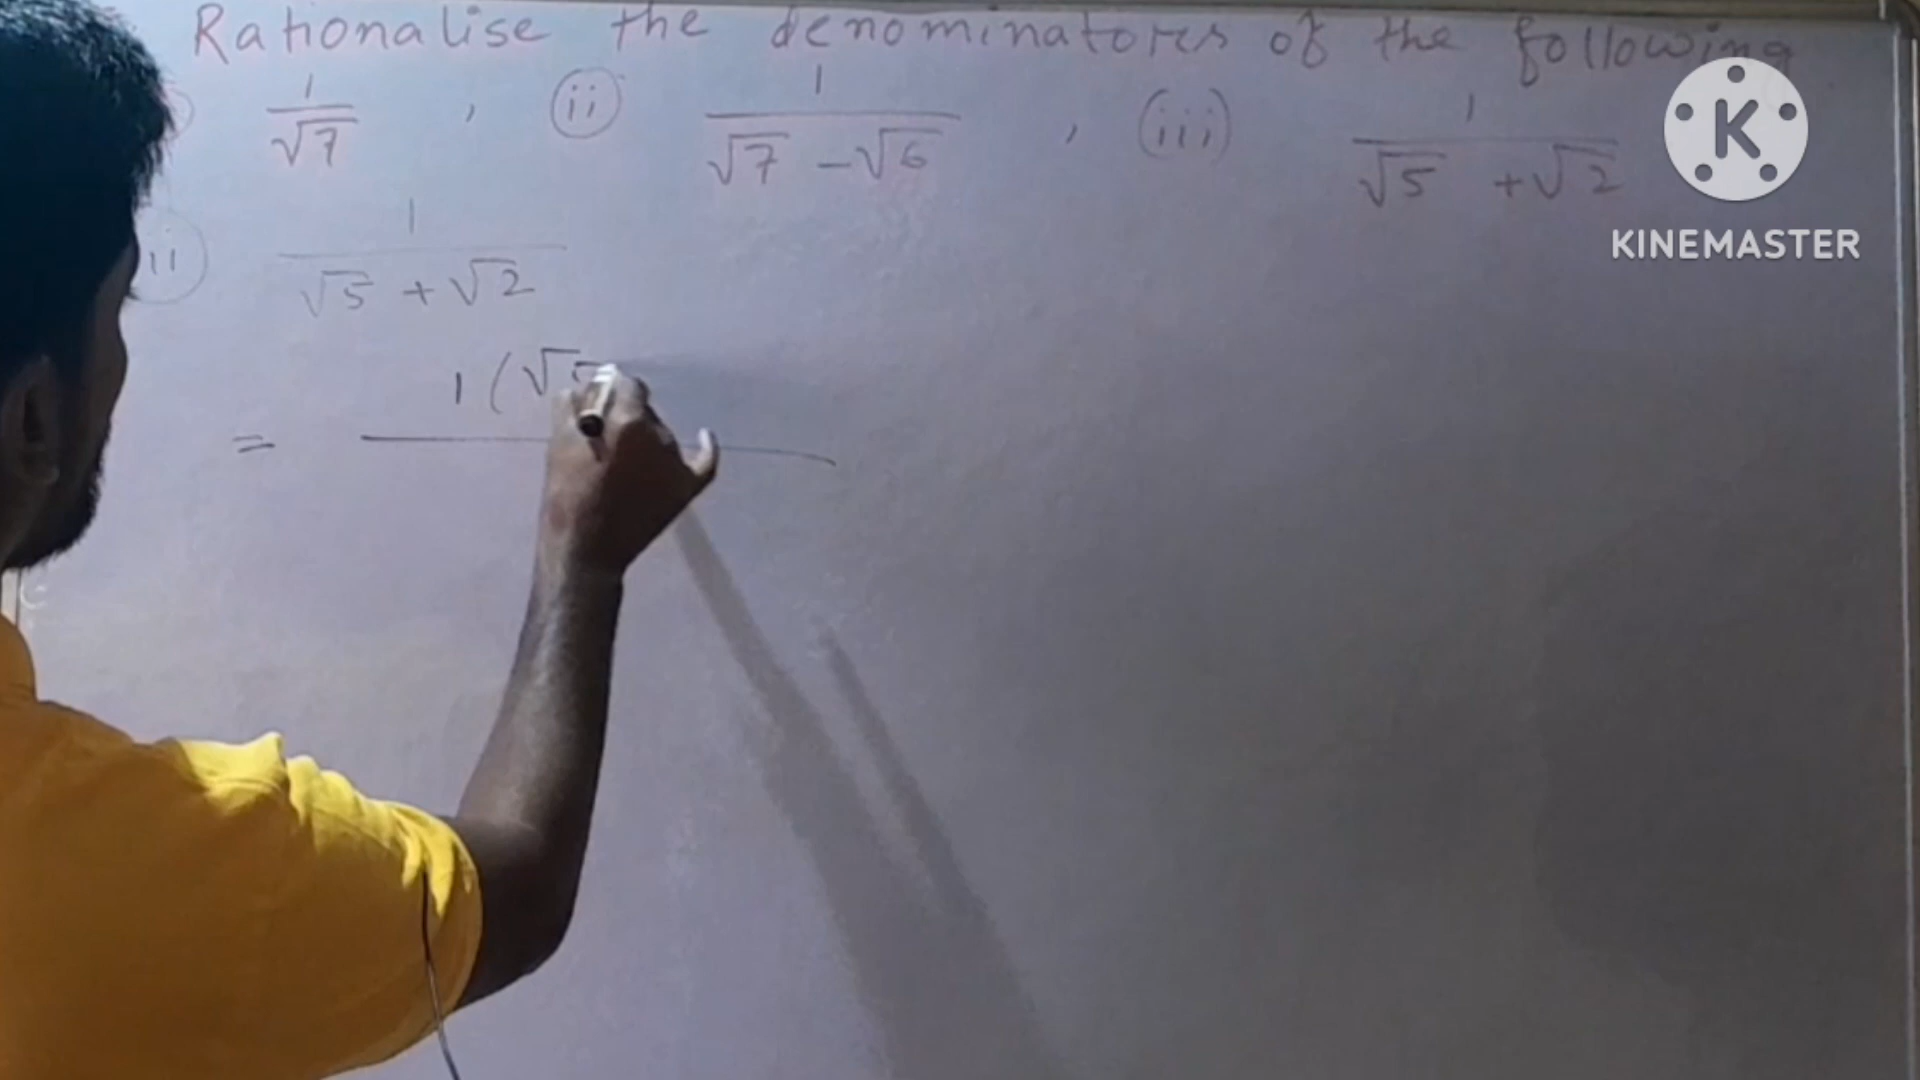 Rationalise the denominators of the following
1/√7 , (ii) 1/(√7 - √6) , (iii) 1/(√5 + √2)
1/(√5 + √2)
= 1 (√5
K
KINEMASTER